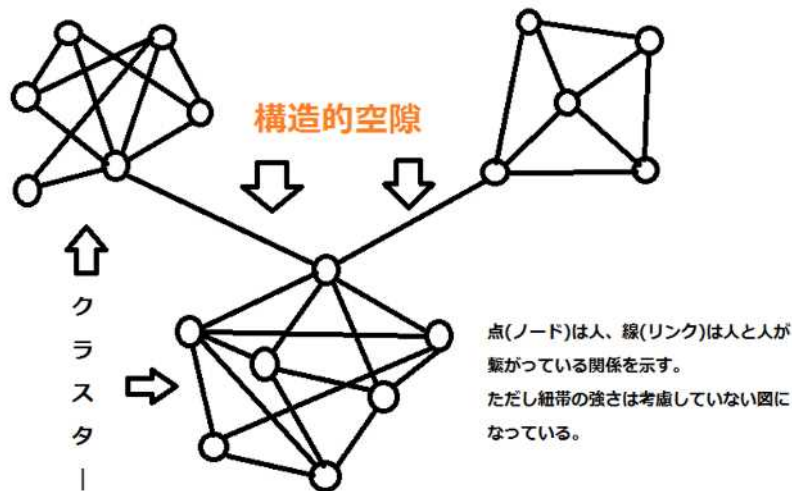 構造的空隙
クラスター
点(ノード)は人、線(リンク)は人と人が
繋がっている関係を示す。
ただし紐帯の強さは考慮していない図に
なっている。